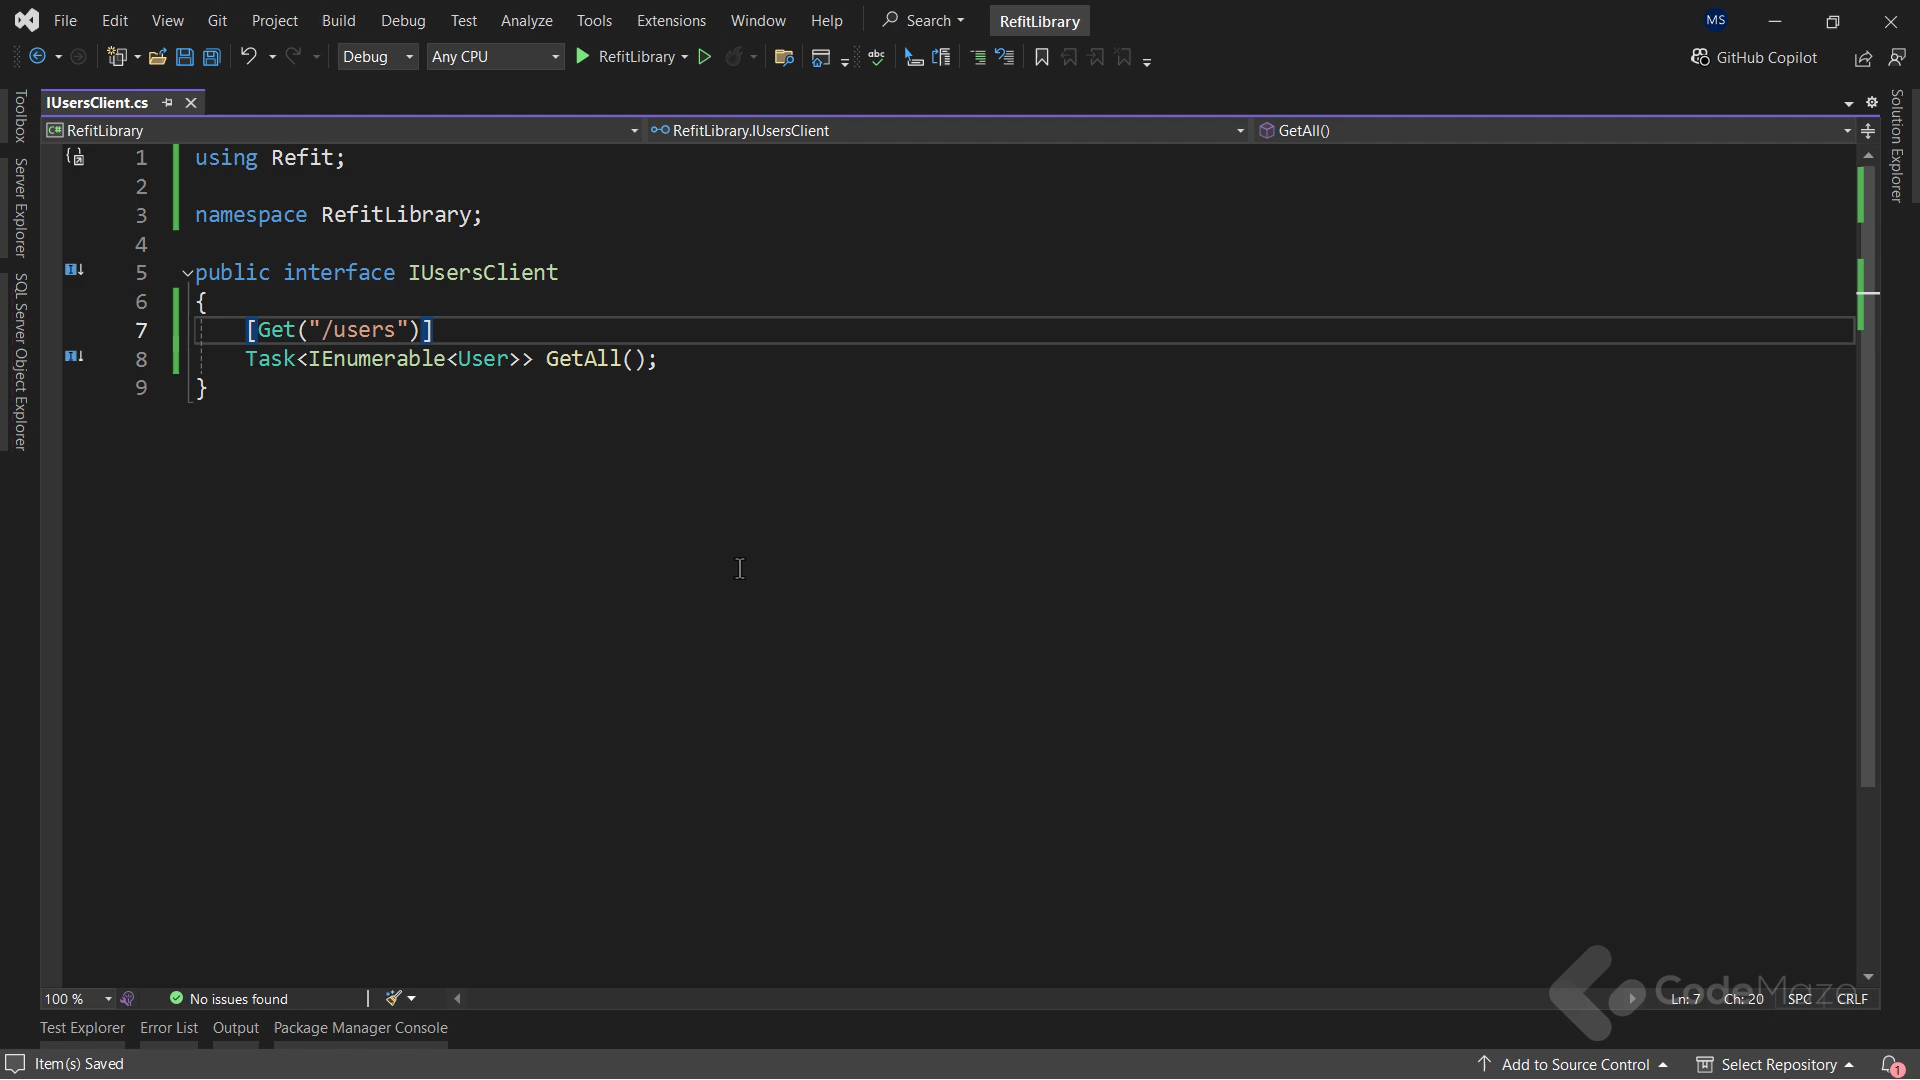 File Edit View Git Project Build Debug Test Analyze Tools Extensions Window Help Search RefitLibrary MS
Debug Any CPU RefitLibrary abc GitHub Copilot
IUsersClient.cs
C# RefitLibrary RefitLibrary.IUsersClient GetAll()
Toolbox
Server Explorer
SQL Server Object Explorer
Solution Explorer
1 using Refit;
2
3 namespace RefitLibrary;
4
5 public interface IUsersClient
6 {
7 [Get("/users")]
8 Task<IEnumerable<User>> GetAll();
9 }
100 % No issues found Ln: 7 Ch: 20 SPC CRLF
CodeMaze
Test Explorer Error List Output Package Manager Console
Item(s) Saved Add to Source Control Select Repository 1